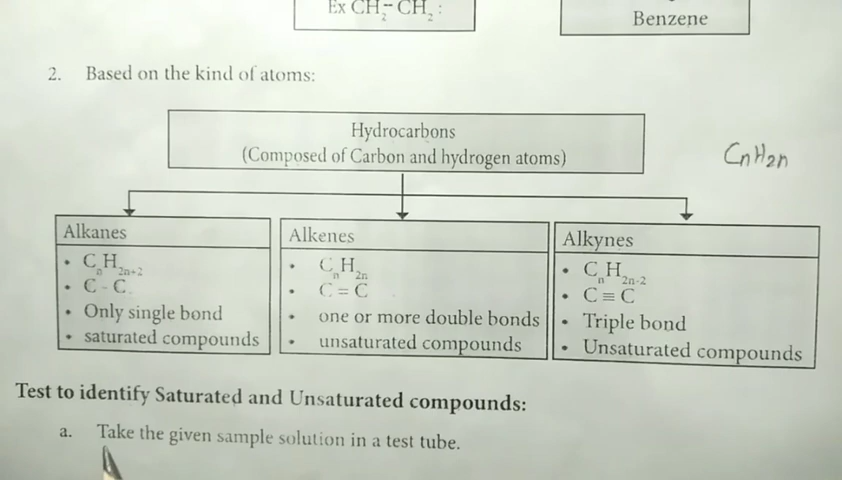 Ex CH₂-CH₂ :
Benzene
2. Based on the kind of atoms:
Hydrocarbons
(Composed of Carbon and hydrogen atoms)
CnH2n
Alkanes
• CₙH₂ₙ₊₂
• C - C
• Only single bond
• saturated compounds
Alkenes
• CₙH₂ₙ
• C = C
• one or more double bonds
• unsaturated compounds
Alkynes
• CₙH₂ₙ₋₂
• C ≡ C
• Triple bond
• Unsaturated compounds
Test to identify Saturated and Unsaturated compounds:
a. Take the given sample solution in a test tube.